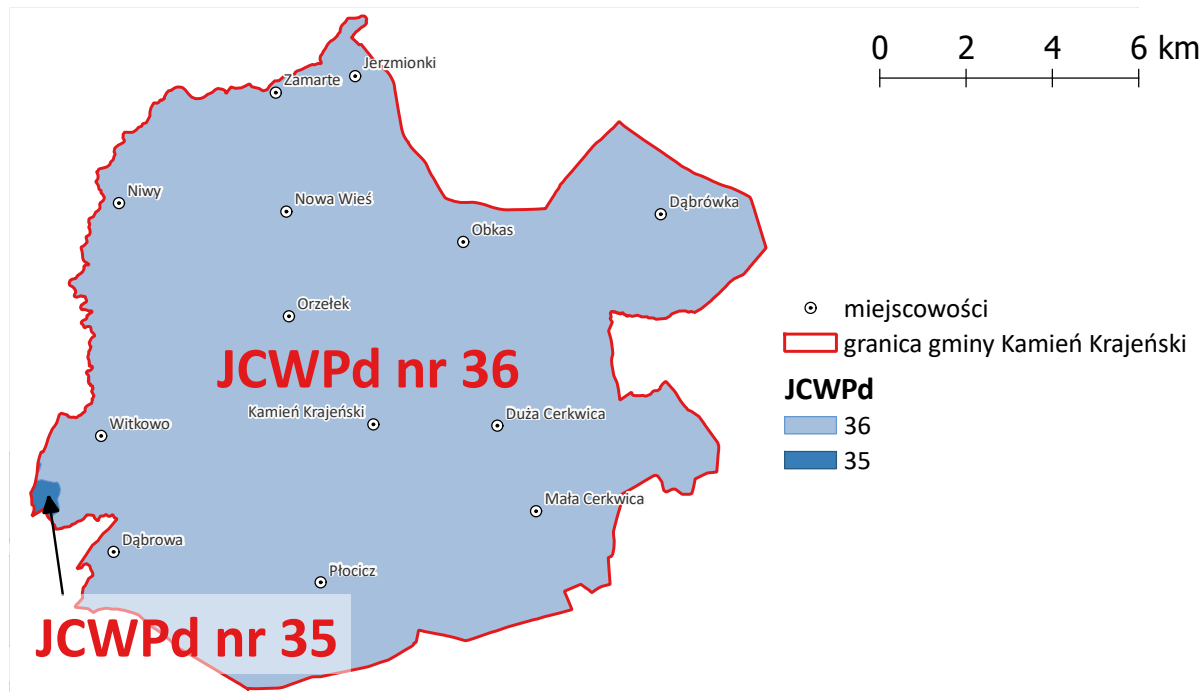 0 2 4 6 km
Jerzmionki
Zamarte
Niwy
Nowa Wieś
Dąbrówka
Obkas
Orzełek
miejscowości
granica gminy Kamień Krajeński
JCWPd nr 36
JCWPd
36
35
Kamień Krajeński
Duża Cerkwica
Witkowo
Mała Cerkwica
Dąbrowa
Płocicz
JCWPd nr 35